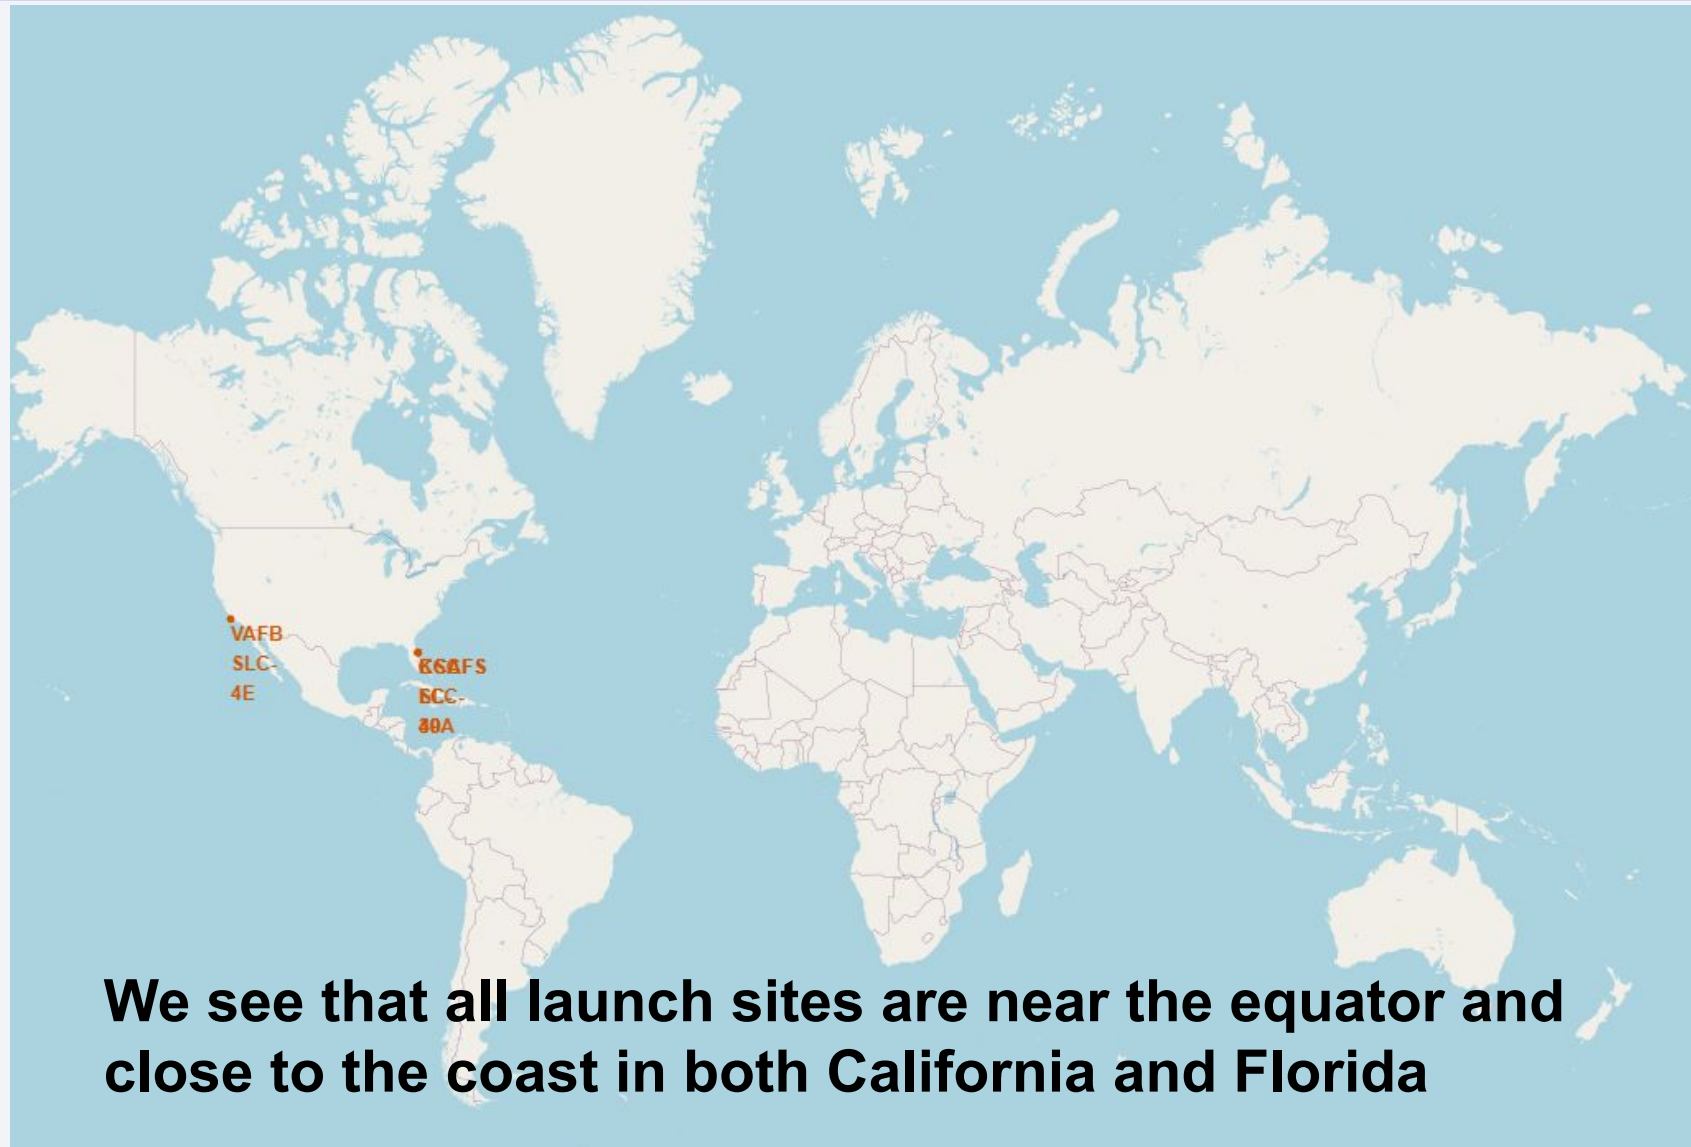 VAFB
SLC-
4E
We see that all launch sites are near the equator and
close to the coast in both California and Florida